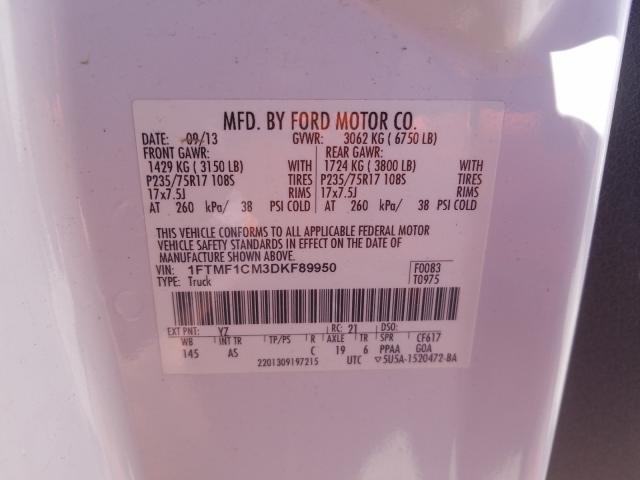 MFD. BY FORD MOTOR CO.
DATE: 09/13 GVWR: 3062 KG ( 6750 LB)
FRONT GAWR: REAR GAWR:
1429 KG ( 3150 LB) WITH 1724 KG ( 3800 LB) WITH
P235/75R17 108S TIRES P235/75R17 108S TIRES
17x7.5J RIMS 17x7.5J RIMS
AT 260 kPa/ 38 PSI COLD AT 260 kPa/ 38 PSI COLD
THIS VEHICLE CONFORMS TO ALL APPLICABLE FEDERAL MOTOR
VEHICLE SAFETY STANDARDS IN EFFECT ON THE DATE OF
MANUFACTURE SHOWN ABOVE.
VIN: 1FTMF1CM3DKF89950 F0083
TYPE: Truck T0975
EXT PNT: YZ RC: 21 DSO:
WB INT TR TP/PS R AXLE TR SPR CF617
145 AS C 19 6 PPAA GOA
2201309197215 UTC ▽5U5A-1520472-BA